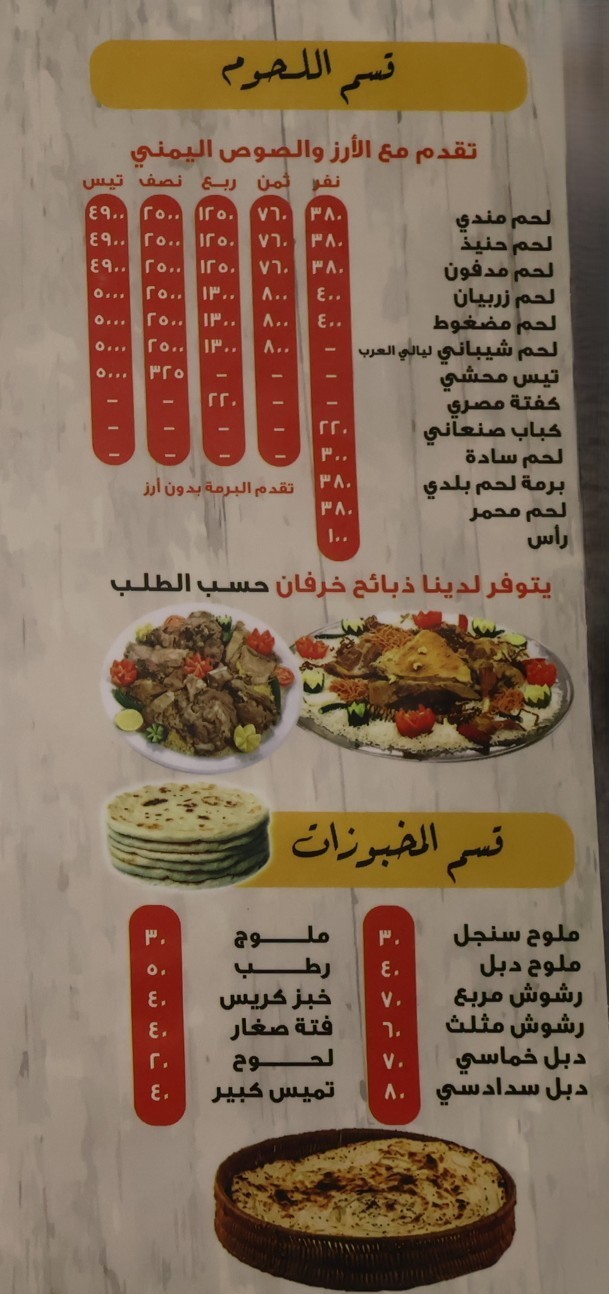 قسم اللحوم
تقدم مع الأرز والصوص اليمني
نفر ثمن ربع نصف تيس
لحم مندي ٣٨٠ ٧٦٠ ١٢٥٠ ٢٥٠٠ ٤٩٠٠
لحم حنيذ ٣٨٠ ٧٦٠ ١٢٥٠ ٢٥٠٠ ٤٩٠٠
لحم مدفون ٣٨٠ ٧٦٠ ١٢٥٠ ٢٥٠٠ ٤٩٠٠
لحم زربيان ٤٠٠ ٨٠٠ ١٣٠٠ ٢٥٠٠ ٥٠٠٠
لحم مضغوط ٤٠٠ ٨٠٠ ١٣٠٠ ٢٥٠٠ ٥٠٠٠
لحم شيباني ليالي العرب - ٨٠٠ ١٣٠٠ ٢٥٠٠ ٥٠٠٠
تيس محشي - - - ٣٢٥ ٥٠٠٠
كفتة مصري - - ٢٢٠ - -
كباب صنعاني ٢٢٠ - - - -
لحم سادة ٣٠٠ - - - -
برمة لحم بلدي ٣٨٠ تقدم البرمة بدون أرز
لحم محمر ٣٨٠
رأس ١٠٠
يتوفر لدينا ذبائح خرفان حسب الطلب
قسم المخبوزات
ملوح سنجل ٣٠ ملـــوج ٣٠
ملوح دبل ٤٠ رطـــب ٥٠
رشوش مربع ٧٠ خبز كريس ٤٠
رشوش مثلث ٦٠ فتة صغار ٤٠
دبل خماسي ٧٠ لحـــوح ٢٠
دبل سدادسي ٨٠ تميس كبير ٤٠